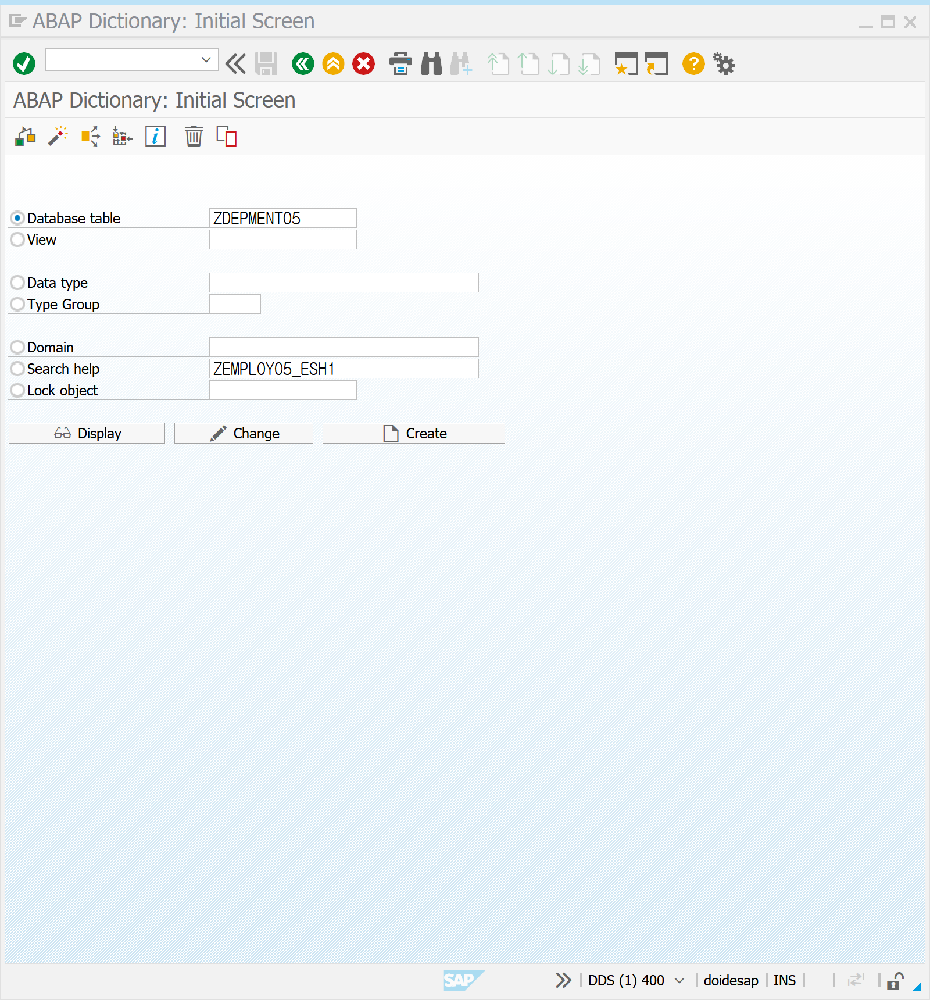 ABAP Dictionary: Initial Screen
ABAP Dictionary: Initial Screen
Database table ZDEPMENT05
View
Data type
Type Group
Domain
Search help ZEMPLOY05_ESH1
Lock object
Display Change Create
SAP DDS (1) 400 doidesap INS